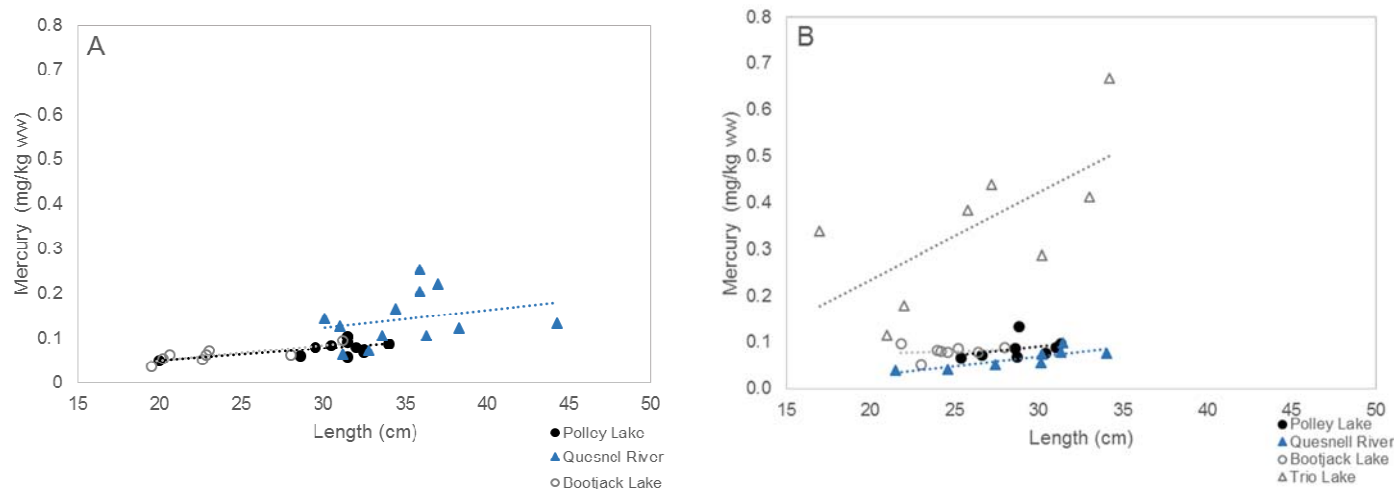 A
0.8
0.7
0.6
0.5
0.4
0.3
0.2
0.1
0
Mercury (mg/kg ww)
15 20 25 30 35 40 45 50
Length (cm)
Polley Lake
Quesnel River
Bootjack Lake
B
0.8
0.7
0.6
0.5
0.4
0.3
0.2
0.1
0.0
Mercury (mg/kg ww)
15 20 25 30 35 40 45 50
Length (cm)
Polley Lake
Quesnell River
Bootjack Lake
Trio Lake